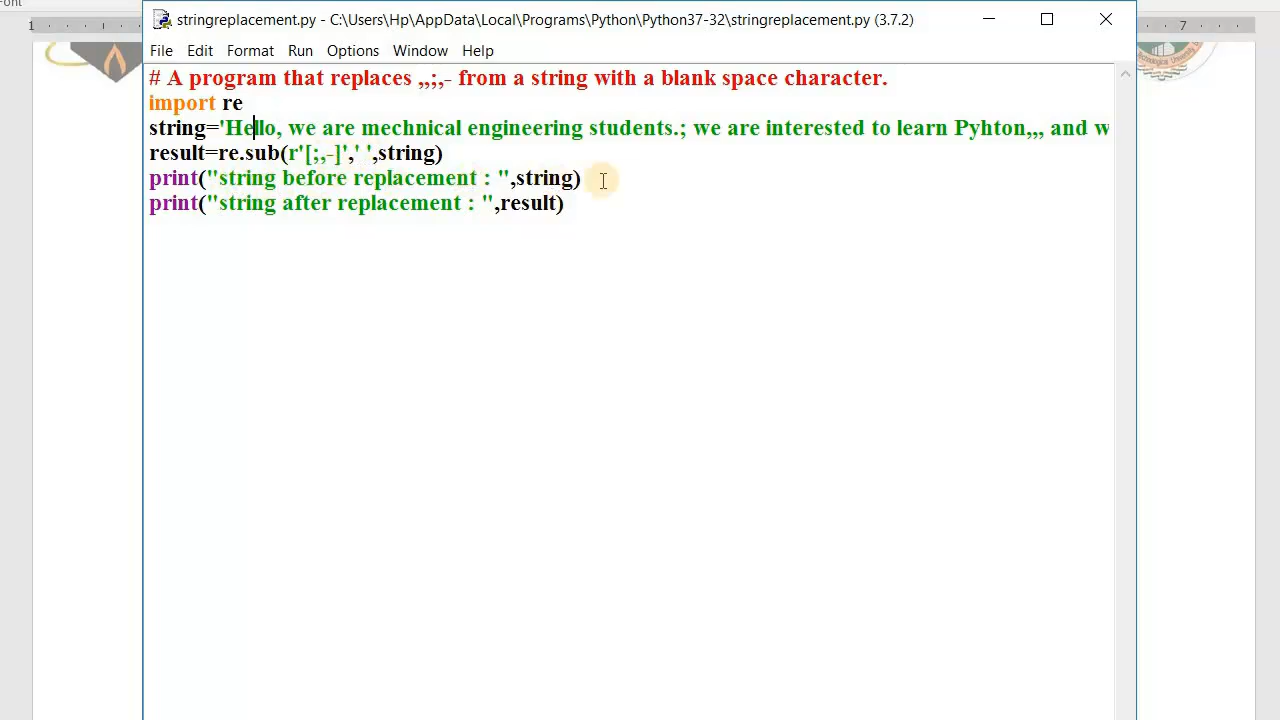 Font
1
7
stringreplacement.py - C:\Users\Hp\AppData\Local\Programs\Python\Python37-32\stringreplacement.py (3.7.2)
File Edit Format Run Options Window Help
# A program that replaces ,,;,- from a string with a blank space character.
import re
string='Hello, we are mechnical engineering students.; we are interested to learn Pyhton,,, and w
result=re.sub(r'[;,-]',' ',string)
print("string before replacement : ",string)
print("string after replacement : ",result)